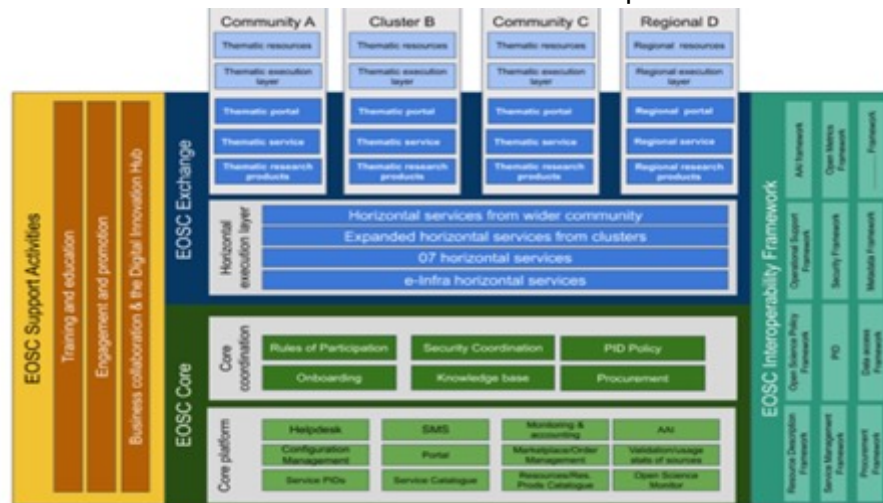 Community A
Cluster B
Community C
Regional D
Thematic resources
Thematic resources
Thematic resources
Regional resources
Thematic execution
layer
Thematic execution
layer
Thematic execution
layer
Regional execution
layer
Thematic portal
Thematic portal
Thematic portal
Regional portal
Thematic service
Thematic service
Thematic service
Regional service
Thematic research
products
Thematic research
products
Thematic research
products
Regional research
products
EOSC Support Activities
Training and education
Engagement and promotion
Business collaboration & the Digital Innovation Hub
EOSC Exchange
Horizontal
execution layer
Horizontal services from wider community
Expanded horizontal services from clusters
07 horizontal services
e-Infra horizontal services
EOSC Core
Core
coordination
Rules of Participation
Security Coordination
PID Policy
Onboarding
Knowledge base
Procurement
Core platform
Helpdesk
SMS
Monitoring &
accounting
AAI
Configuration
Management
Portal
Marketplace/Order
Management
Validation/usage
stats of sources
Service PIDs
Service Catalogue
Resources/Res.
Prods Catalogue
Open Science
Monitor
EOSC Interoperability Framework
AAI framework
Open Metrics
Framework
Framework
Operational Support
Framework
Security Framework
Metadata Framework
Open Science Policy
Framework
PID
Data access
Framework
Resource Description
Framework
Service Management
Framework
Procurement
Framework